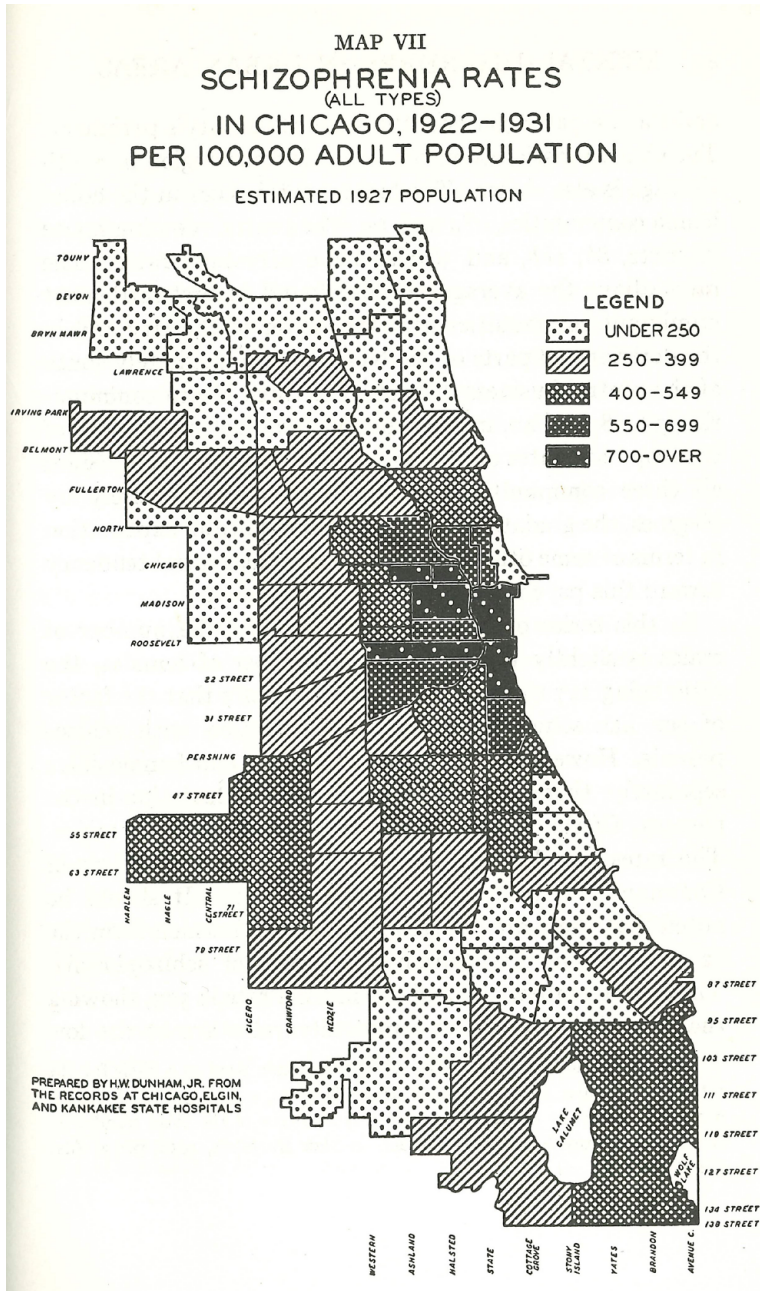 MAP VII
SCHIZOPHRENIA RATES
(ALL TYPES)
IN CHICAGO, 1922–1931
PER 100,000 ADULT POPULATION
ESTIMATED 1927 POPULATION
LEGEND
UNDER 250
250–399
400–549
550–699
700–OVER
TOUHY
DEVON
BRYN MAWR
LAWRENCE
IRVING PARK
BELMONT
FULLERTON
NORTH
CHICAGO
MADISON
ROOSEVELT
22 STREET
31 STREET
PERSHING
47 STREET
55 STREET
63 STREET
HARLEM
NAGLE
CENTRAL
71
STREET
79 STREET
CICERO
CRAWFORD
KEDZIE
87 STREET
95 STREET
103 STREET
111 STREET
119 STREET
127 STREET
134 STREET
138 STREET
LAKE
CALUMET
WOLF
LAKE
PREPARED BY H.W. DUNHAM, JR. FROM
THE RECORDS AT CHICAGO, ELGIN,
AND KANKAKEE STATE HOSPITALS
WESTERN
ASHLAND
HALSTED
STATE
COTTAGE
GROVE
STONY
ISLAND
YATES
BRANDON
AVENUE C.